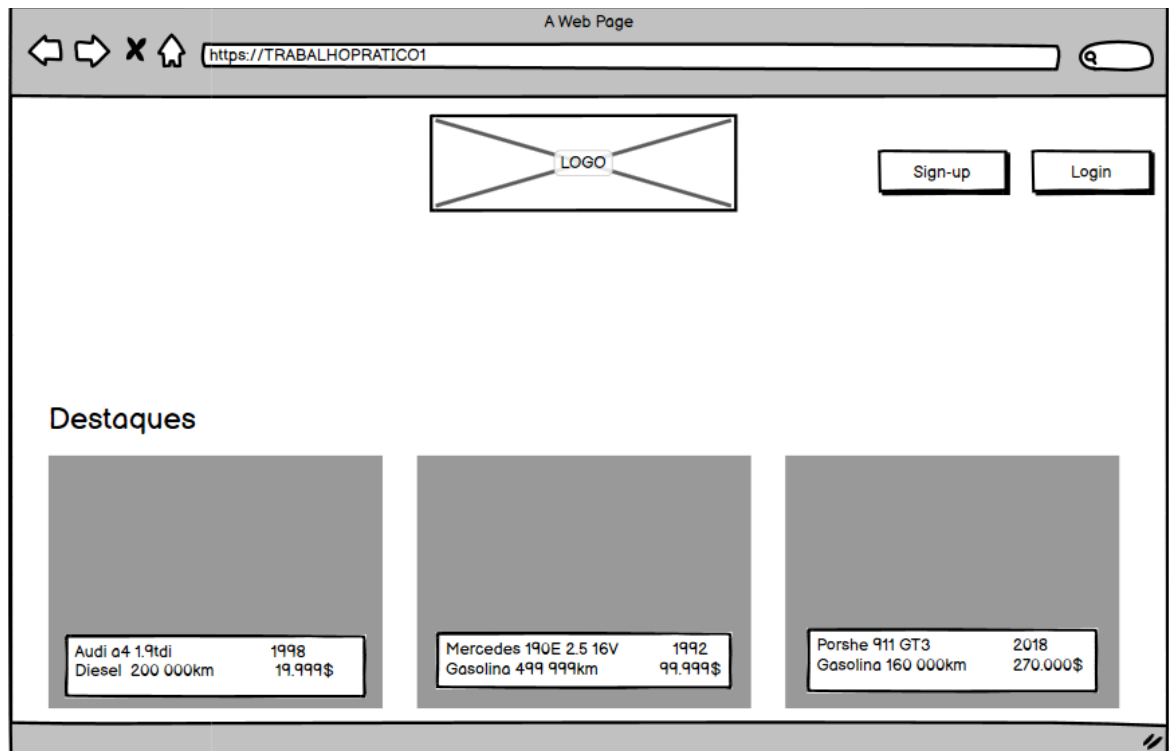 A Web Page
https://TRABALHOPRATICO1
LOGO
Sign-up
Login
Destaques
Audi a4 1.9tdi 1998
Diesel 200 000km 19.999$
Mercedes 190E 2.5 16V 1992
Gasolina 499 999km 99.999$
Porshe 911 GT3 2018
Gasolina 160 000km 270.000$